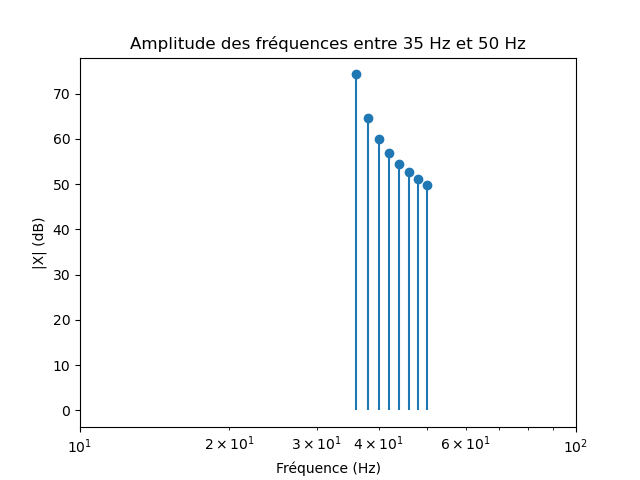 Amplitude des fréquences entre 35 Hz et 50 Hz
|X| (dB)
70
60
50
40
30
20
10
0
10¹ 2 × 10¹ 3 × 10¹ 4 × 10¹ 6 × 10¹ 10²
Fréquence (Hz)